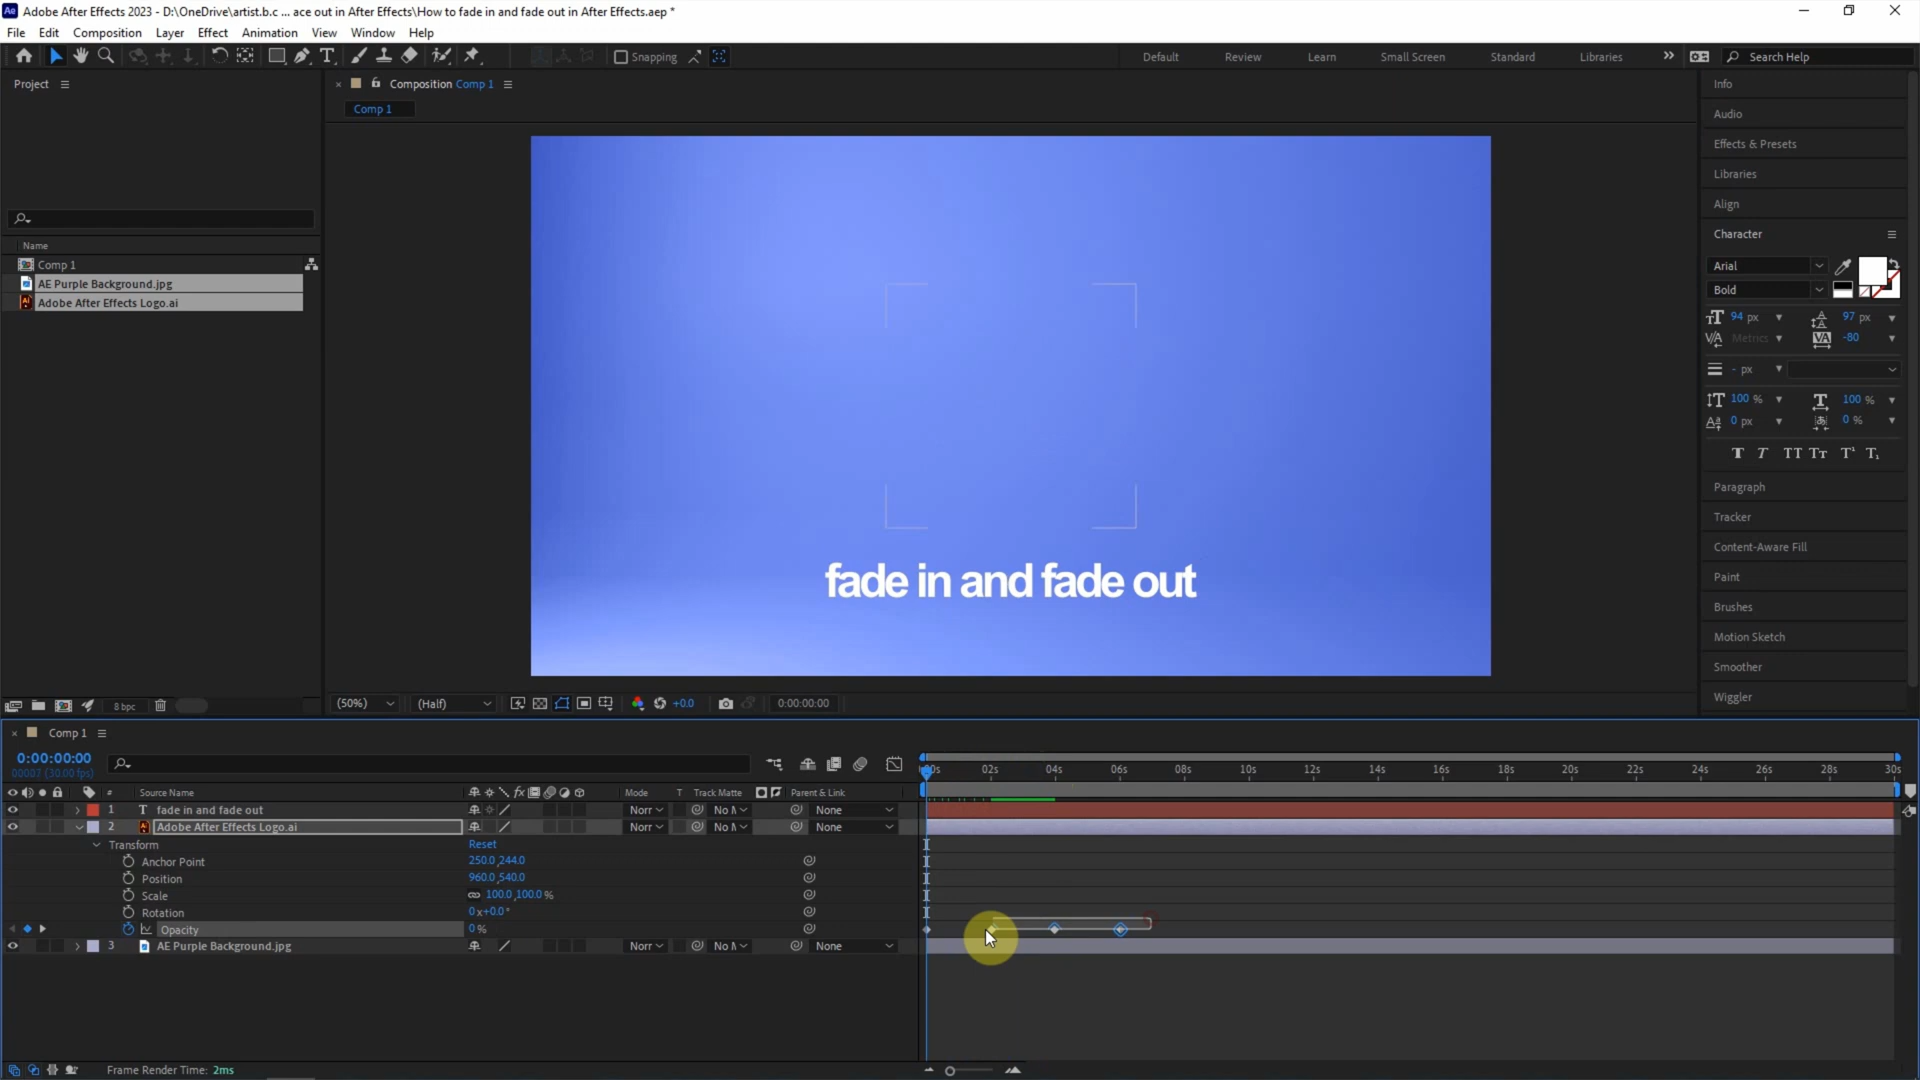 Ae Adobe After Effects 2023 - D:\OneDrive\artist.b.c ... ace out in After Effects\How to fade in and fade out in After Effects.aep *
File Edit Composition Layer Effect Animation View Window Help
Snapping Default Review Learn Small Screen Standard Libraries Search Help
Project
Composition Comp 1
Comp 1
Name
Comp 1
AE Purple Background.jpg
Adobe After Effects Logo.ai
fade in and fade out
8 bpc
(50%) (Half) +0.0 0:00:00:00
Info
Audio
Effects & Presets
Libraries
Align
Character
Arial
Bold
94 px 97 px
Metrics -80
- px
100 % 100 %
0 px 0 %
T T TT Tr T¹ T₁
Paragraph
Tracker
Content-Aware Fill
Paint
Brushes
Motion Sketch
Smoother
Wiggler
Comp 1
0:00:00:00
00007 (30.00 fps)
:00s 02s 04s 06s 08s 10s 12s 14s 16s 18s 20s 22s 24s 26s 28s 30s
# Source Name Mode T Track Matte Parent & Link
1 T fade in and fade out Norr No M None
2 Adobe After Effects Logo.ai Norr No M None
Transform Reset
Anchor Point 250.0,244.0
Position 960.0,540.0
Scale 100.0,100.0 %
Rotation 0 x+0.0 °
Opacity 0 %
3 AE Purple Background.jpg Norr No M None
Frame Render Time: 2ms